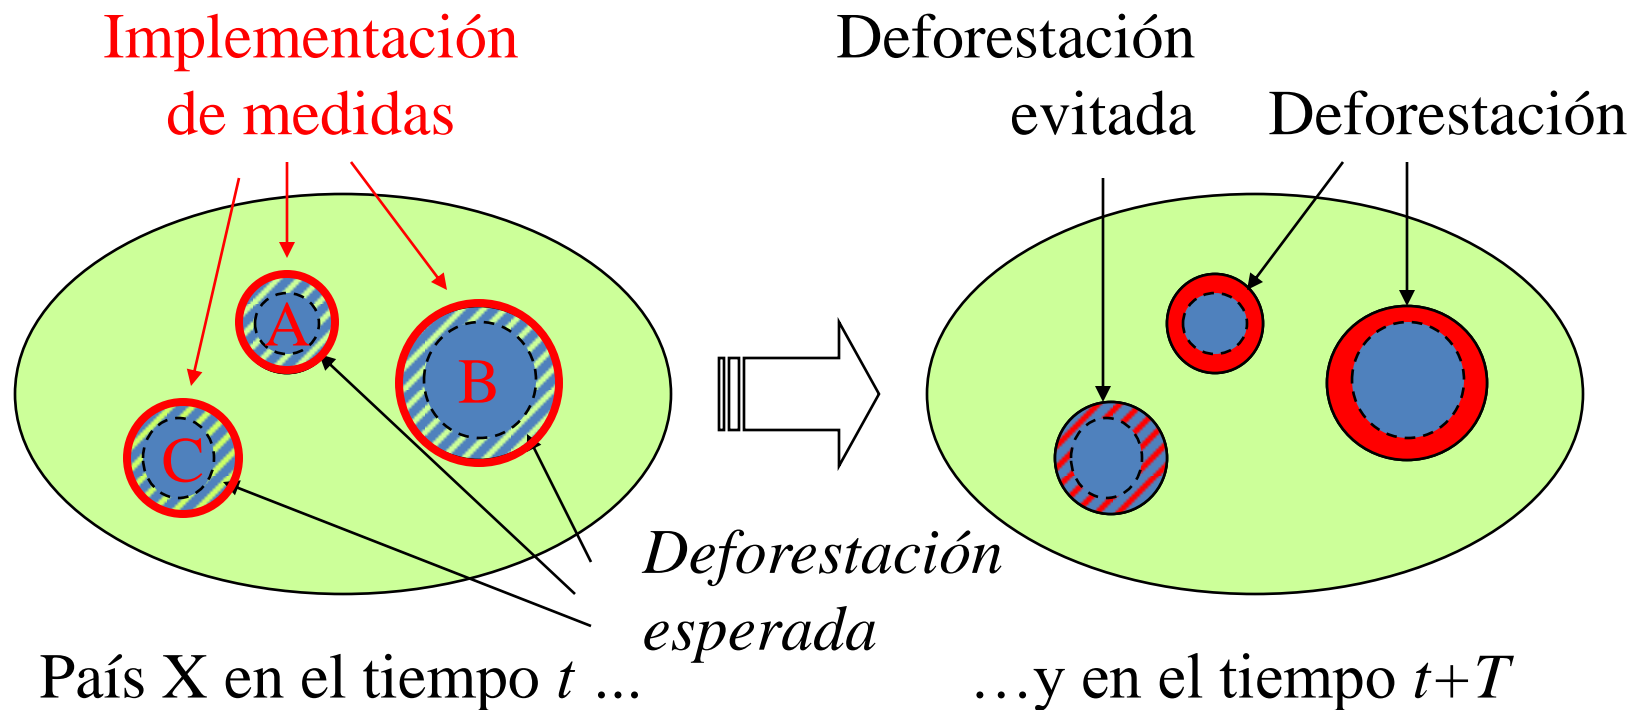 Implementación
de medidas
Deforestación
evitada
Deforestación
A
B
C
Deforestación
esperada
País X en el tiempo t ...
…y en el tiempo t+T